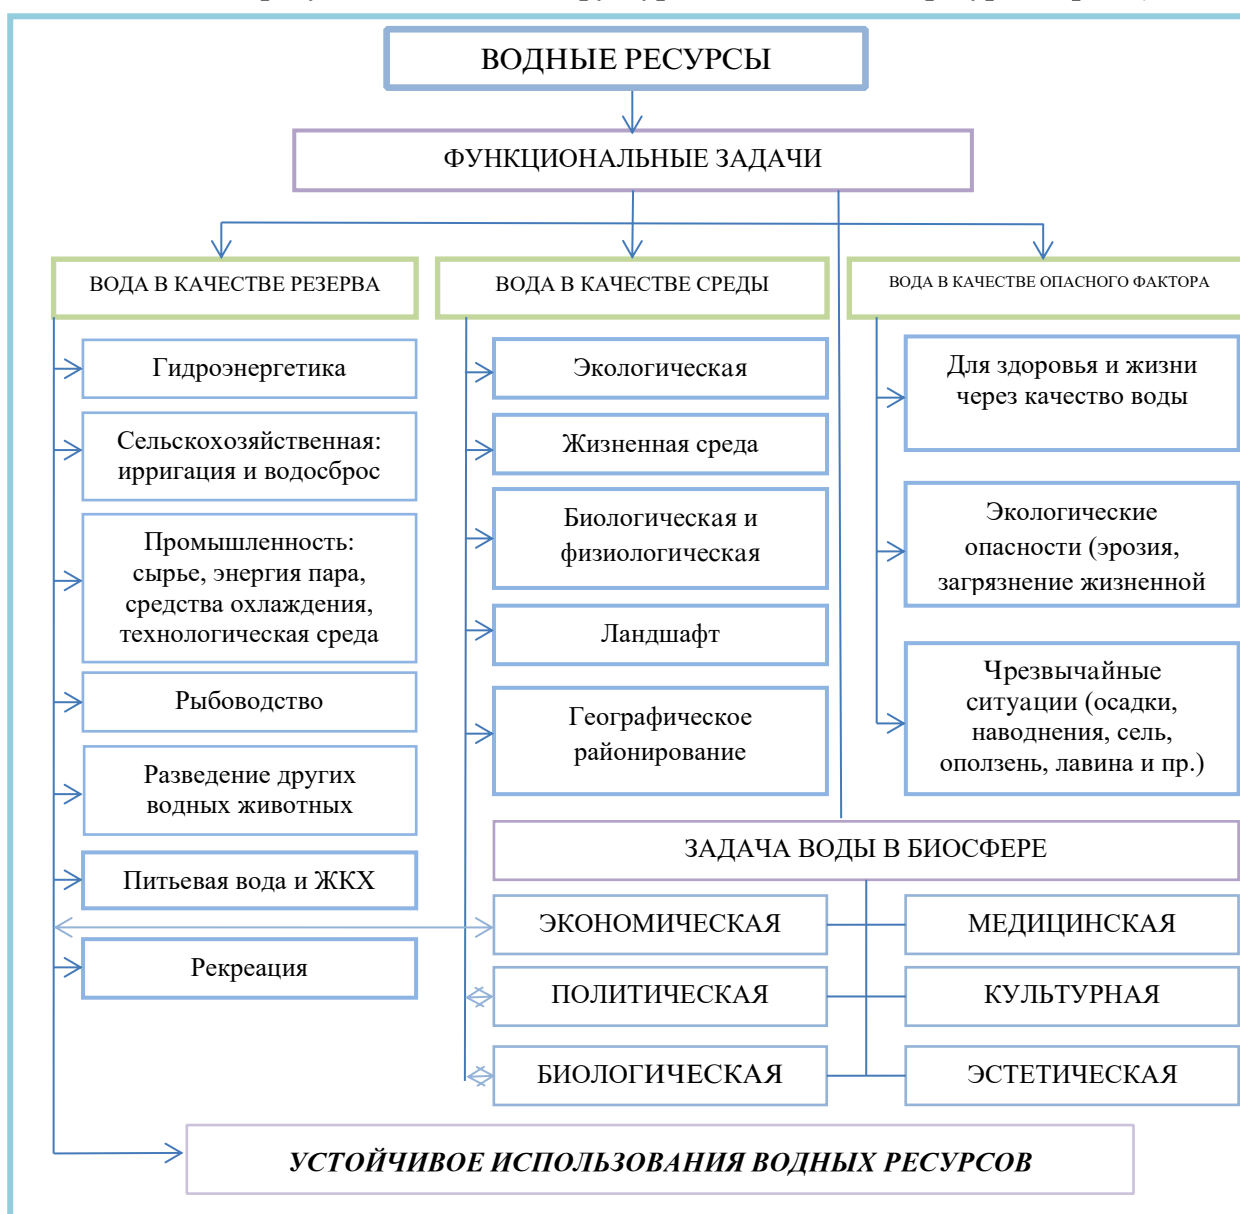 ВОДНЫЕ РЕСУРСЫ
ФУНКЦИОНАЛЬНЫЕ ЗАДАЧИ
ВОДА В КАЧЕСТВЕ РЕЗЕРВА
Гидроэнергетика
Сельскохозяйственная:
ирригация и водосброс
Промышленность:
сырье, энергия пара,
средства охлаждения,
технологическая среда
Рыбоводство
Разведение других
водных животных
Питьевая вода и ЖКХ
Рекреация
ВОДА В КАЧЕСТВЕ СРЕДЫ
Экологическая
Жизненная среда
Биологическая и
физиологическая
Ландшафт
Географическое
районирование
ВОДА В КАЧЕСТВЕ ОПАСНОГО ФАКТОРА
Для здоровья и жизни
через качество воды
Экологические
опасности (эрозия,
загрязнение жизненной
Чрезвычайные
ситуации (осадки,
наводнения, сель,
оползень, лавина и пр.)
ЗАДАЧА ВОДЫ В БИОСФЕРЕ
ЭКОНОМИЧЕСКАЯ
МЕДИЦИНСКАЯ
ПОЛИТИЧЕСКАЯ
КУЛЬТУРНАЯ
БИОЛОГИЧЕСКАЯ
ЭСТЕТИЧЕСКАЯ
УСТОЙЧИВОЕ ИСПОЛЬЗОВАНИЯ ВОДНЫХ РЕСУРСОВ